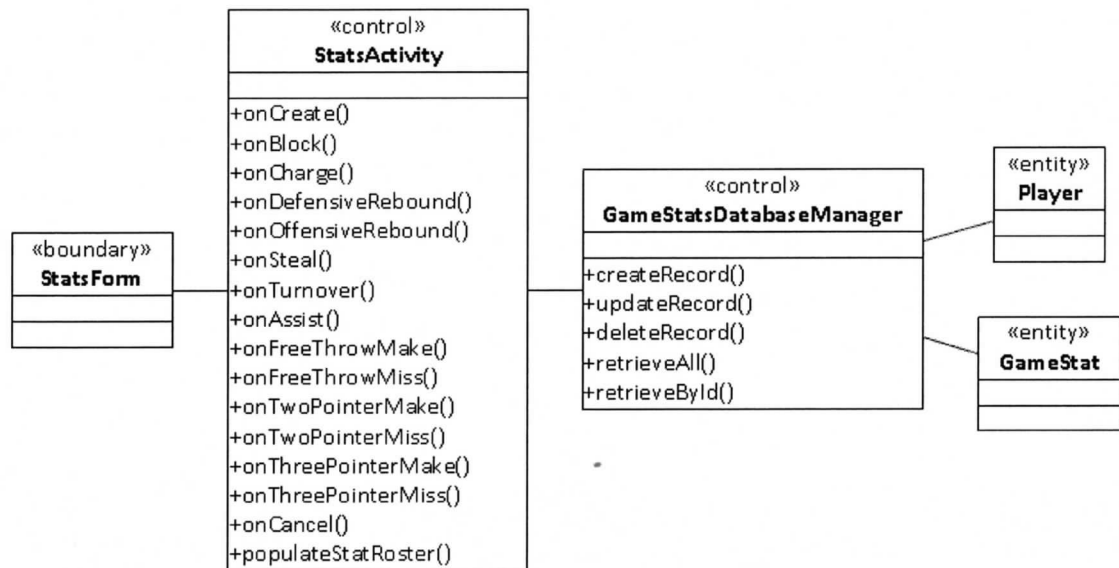 «control»
StatsActivity
+onCreate()
+onBlock()
+onCharge()
+onDefensiveRebound()
+onOffensiveRebound()
+onSteal()
+onTurnover()
+onAssist()
+onFreeThrowMake()
+onFreeThrowMiss()
+onTwoPointerMake()
+onTwoPointerMiss()
+onThreePointerMake()
+onThreePointerMiss()
+onCancel()
+populateStatRoster()
«boundary»
StatsForm
«control»
GameStatsDatabaseManager
+createRecord()
+updateRecord()
+deleteRecord()
+retrieveAll()
+retrieveById()
«entity»
Player
«entity»
GameStat